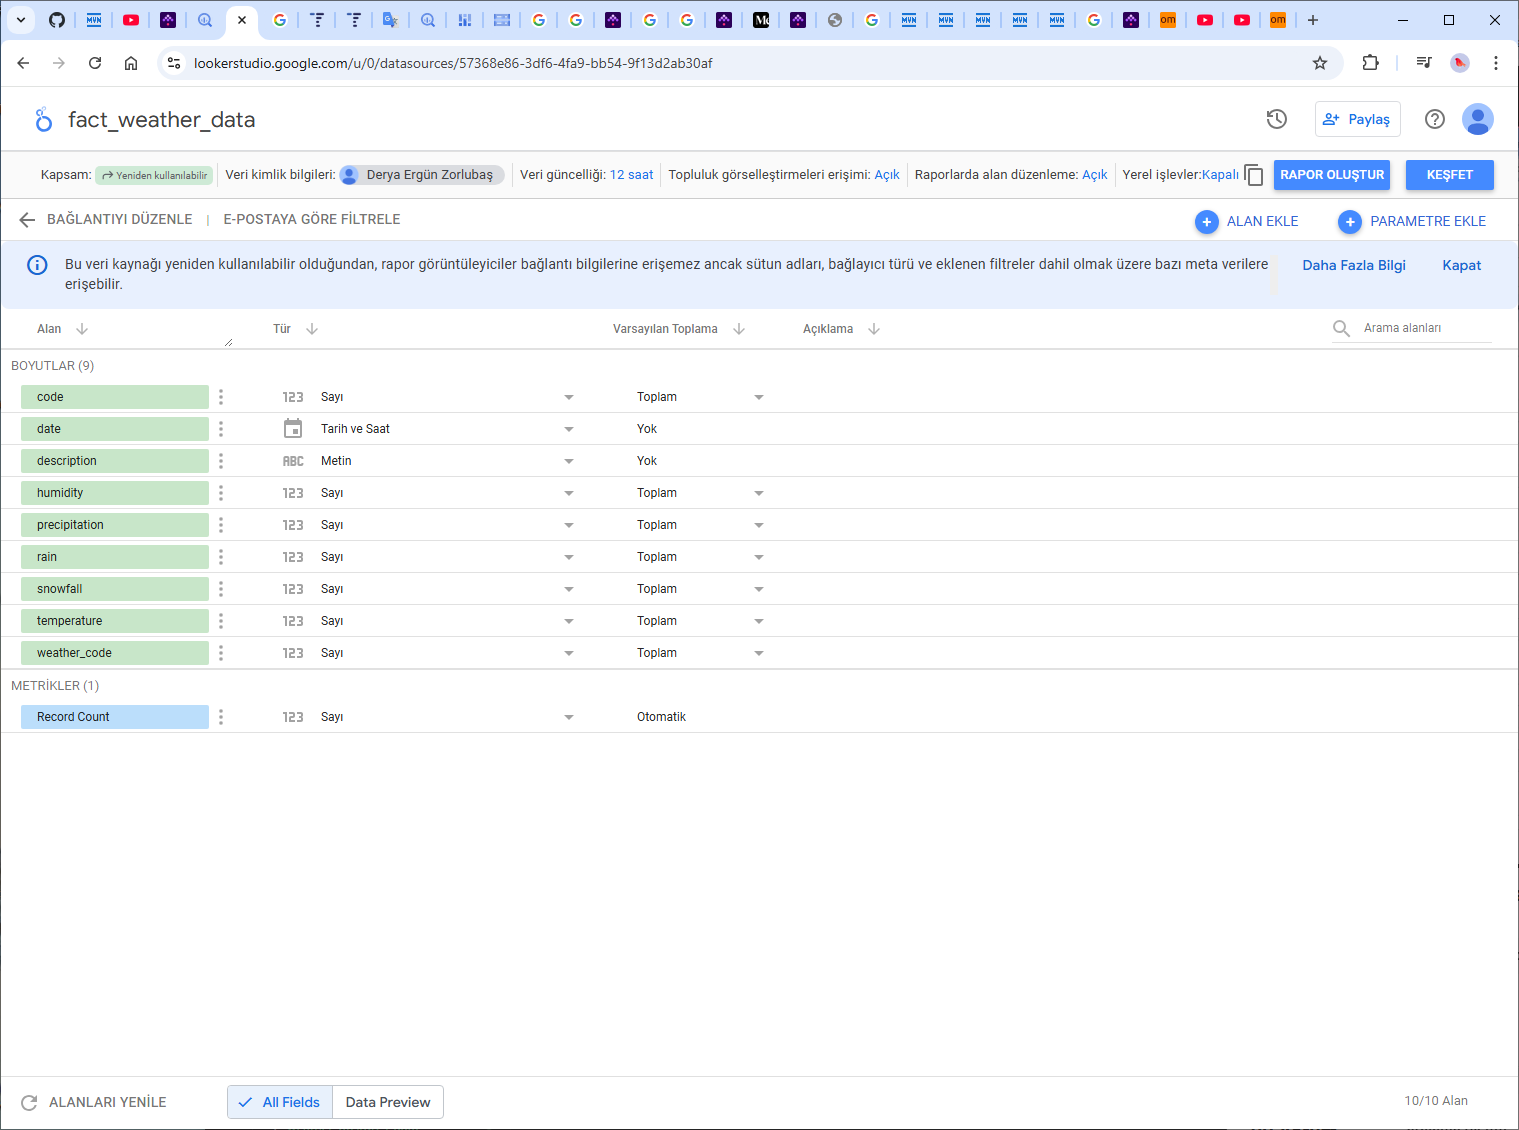 lookerstudio.google.com/u/0/datasources/57368e86-3df6-4fa9-bb54-9f13d2ab30af
fact_weather_data
Paylaş
Kapsam: Yeniden kullanılabilir Veri kimlik bilgileri: Derya Ergün Zorlubaş Veri güncelliği: 12 saat Topluluk görselleştirmeleri erişimi: Açık Raporlarda alan düzenleme: Açık Yerel işlevler:Kapalı RAPOR OLUŞTUR KEŞFET
BAĞLANTIYI DÜZENLE | E-POSTAYA GÖRE FİLTRELE ALAN EKLE PARAMETRE EKLE
Bu veri kaynağı yeniden kullanılabilir olduğundan, rapor görüntüleyiciler bağlantı bilgilerine erişemez ancak sütun adları, bağlayıcı türü ve eklenen filtreler dahil olmak üzere bazı meta verilere
erişebilir.
Daha Fazla Bilgi Kapat
Alan Tür Varsayılan Toplama Açıklama Arama alanları
BOYUTLAR (9)
code 123 Sayı Toplam
date Tarih ve Saat Yok
description ABC Metin Yok
humidity 123 Sayı Toplam
precipitation 123 Sayı Toplam
rain 123 Sayı Toplam
snowfall 123 Sayı Toplam
temperature 123 Sayı Toplam
weather_code 123 Sayı Toplam
METRİKLER (1)
Record Count 123 Sayı Otomatik
ALANLARI YENİLE All Fields Data Preview 10/10 Alan